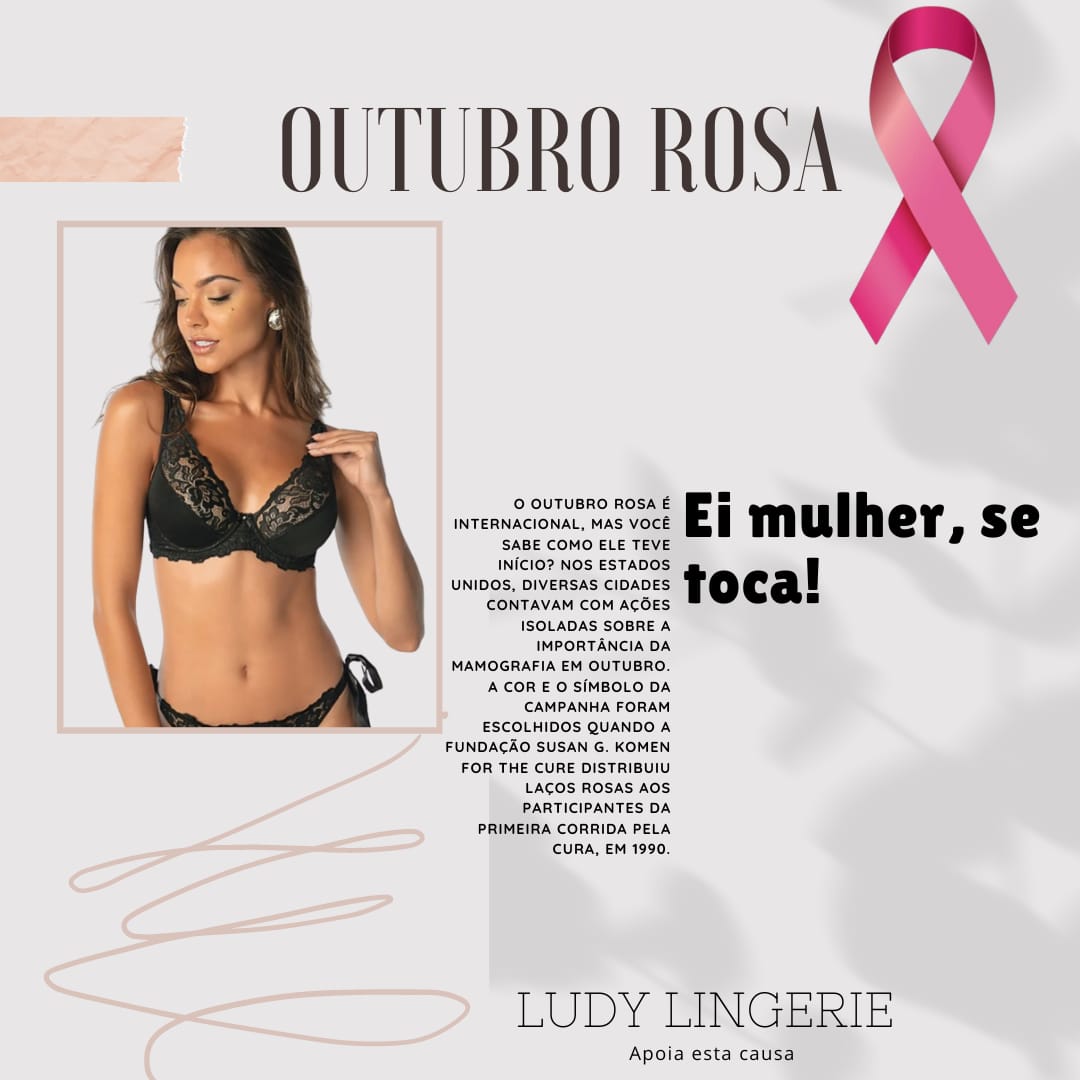 OUTUBRO ROSA
O OUTUBRO ROSA É
INTERNACIONAL, MAS VOCÊ
SABE COMO ELE TEVE
INÍCIO? NOS ESTADOS
UNIDOS, DIVERSAS CIDADES
CONTAVAM COM AÇÕES
ISOLADAS SOBRE A
IMPORTÂNCIA DA
MAMOGRAFIA EM OUTUBRO.
A COR E O SÍMBOLO DA
CAMPANHA FORAM
ESCOLHIDOS QUANDO A
FUNDAÇÃO SUSAN G. KOMEN
FOR THE CURE DISTRIBUIU
LAÇOS ROSAS AOS
PARTICIPANTES DA
PRIMEIRA CORRIDA PELA
CURA, EM 1990.
Ei mulher, se
toca!
LUDY LINGERIE
Apoia esta causa